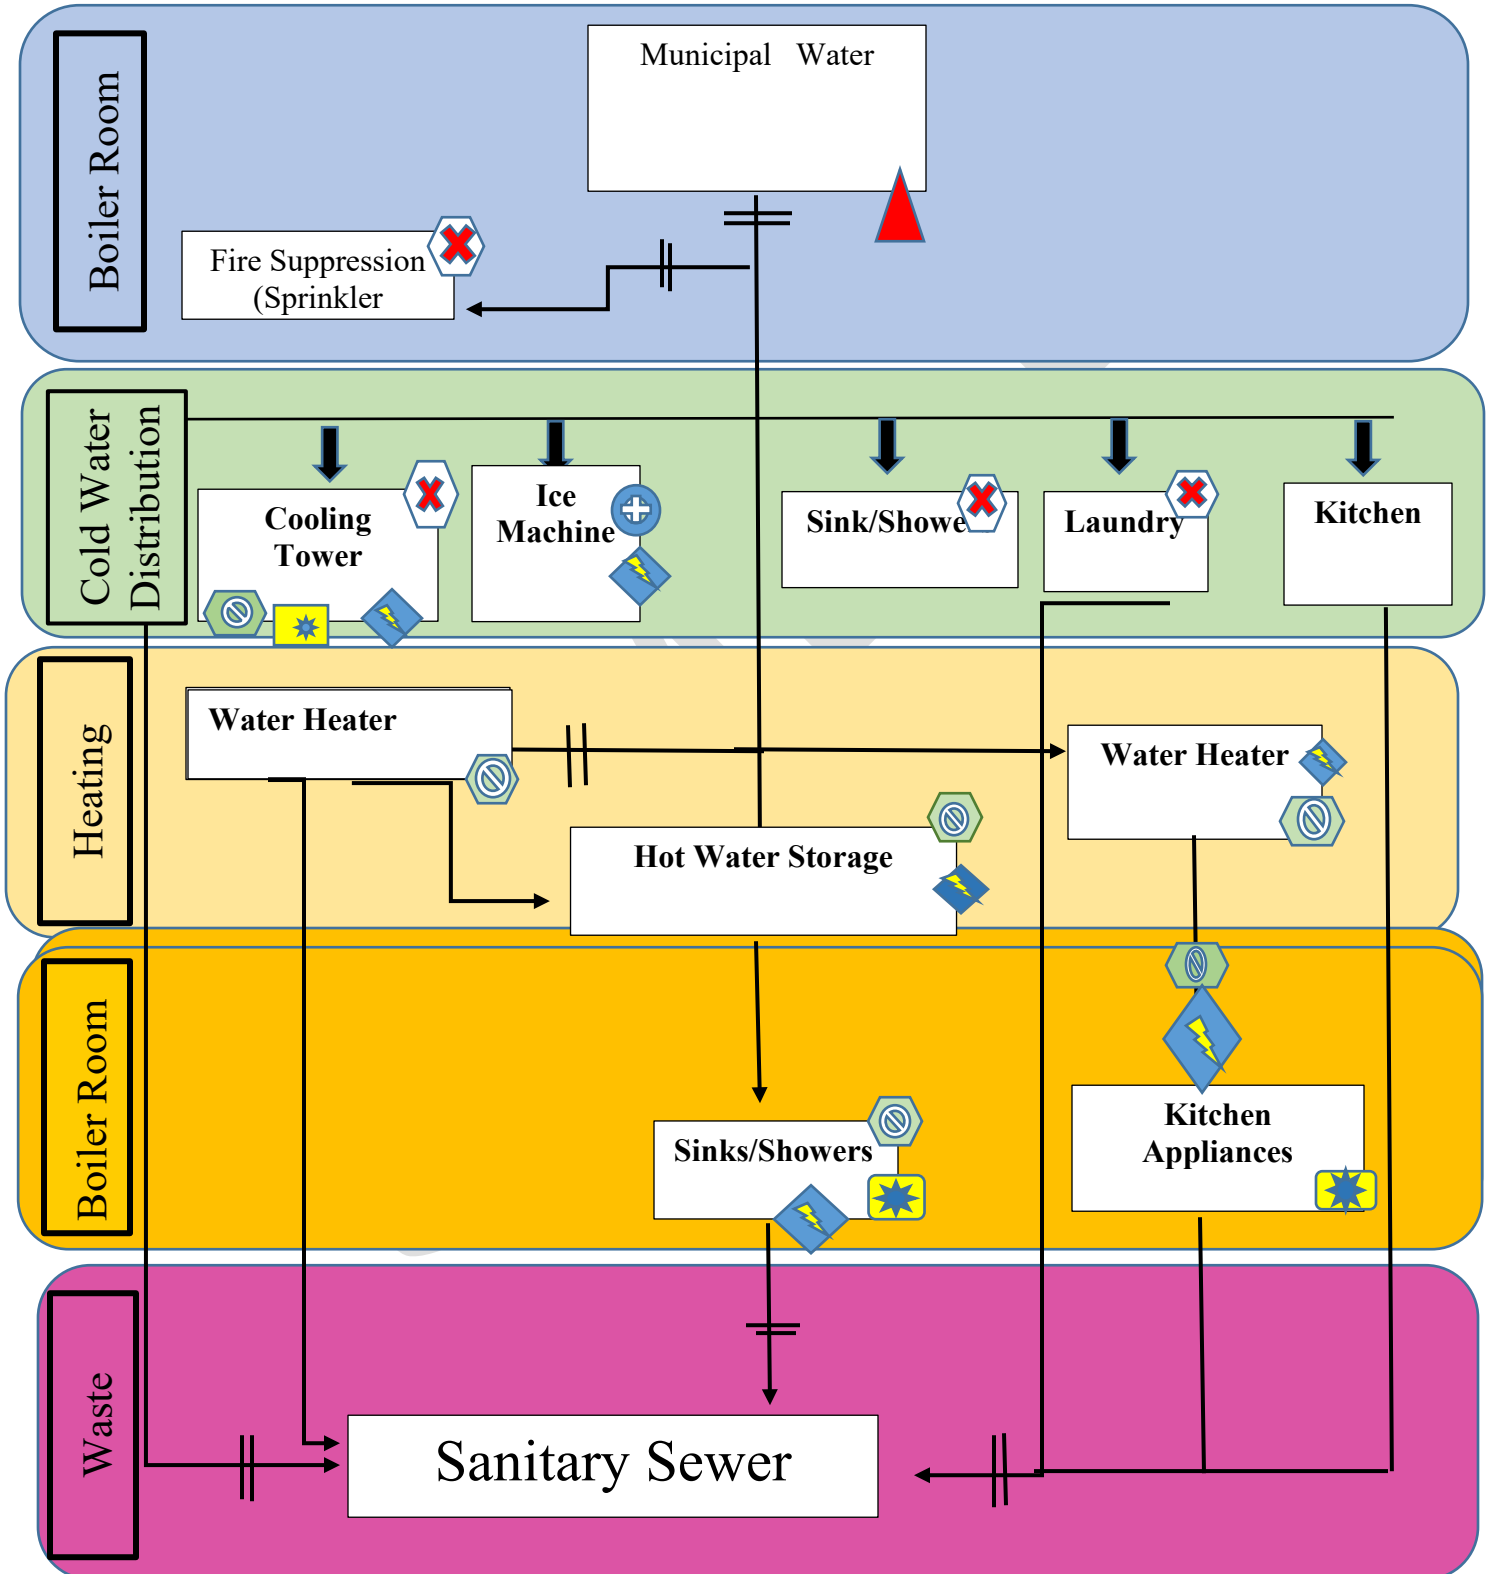 Boiler Room
Municipal Water
Fire Suppression
(Sprinkler
Cold Water
Distribution
Cooling
Tower
Ice
Machine
Sink/Showe
Laundry
Kitchen
Heating
Water Heater
Water Heater
Hot Water Storage
Boiler Room
Sinks/Showers
Kitchen
Appliances
Waste
Sanitary Sewer